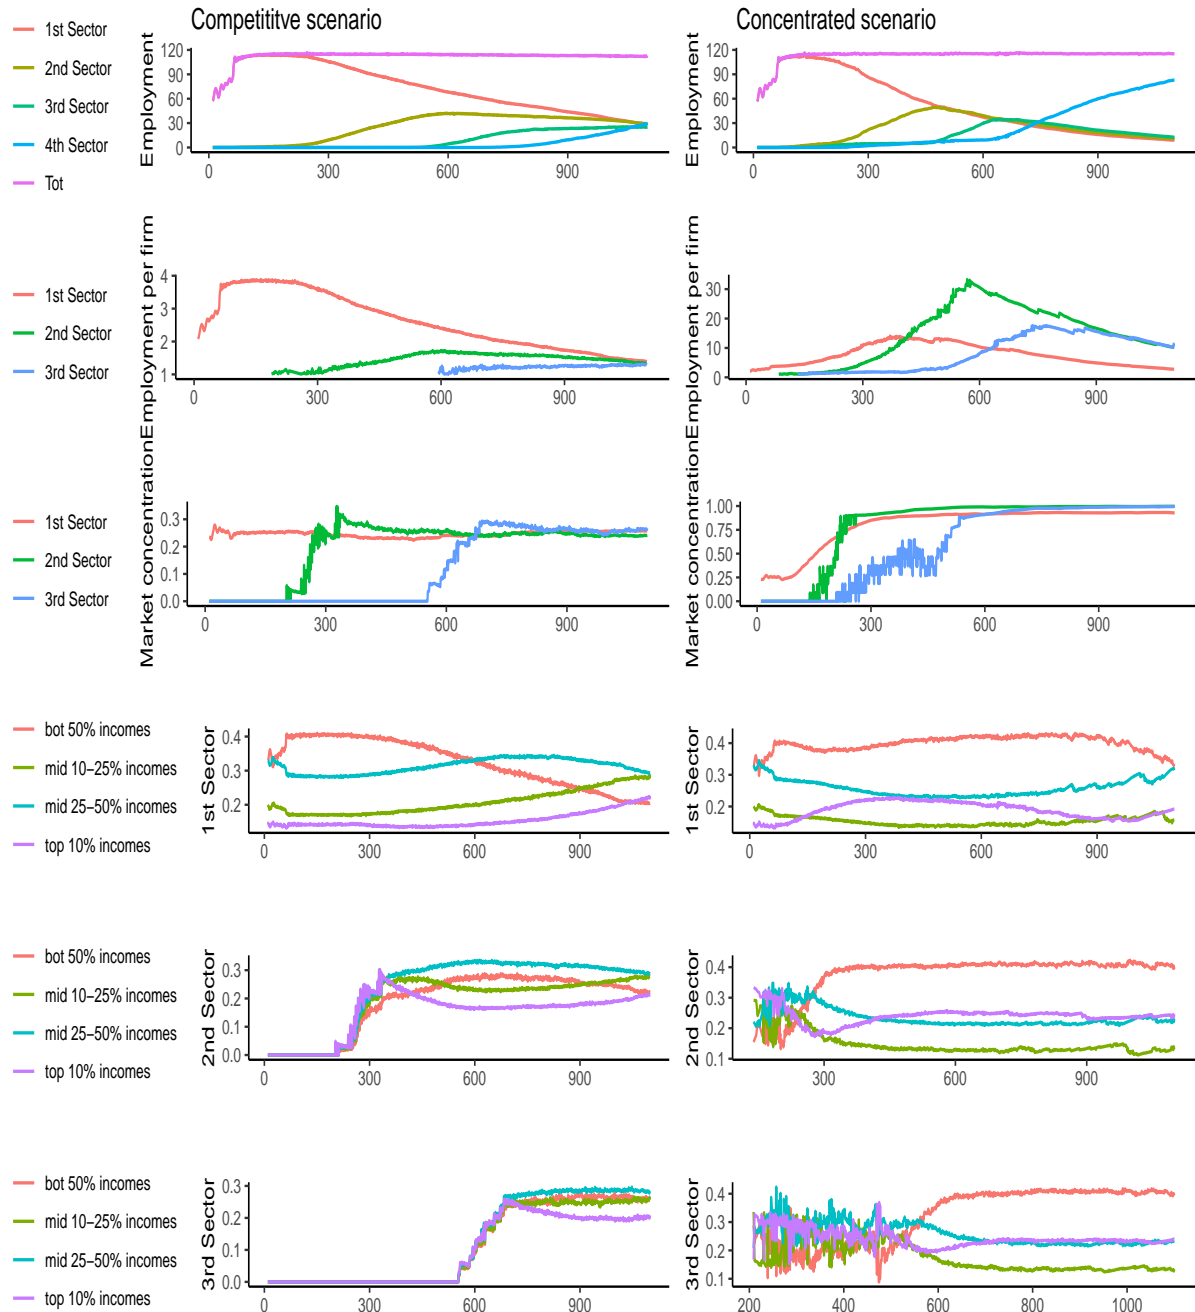 Competititve scenario
Concentrated scenario
1st Sector
2nd Sector
3rd Sector
4th Sector
Tot
Employment
120
90
60
30
0
0 300 600 900
Employment
120
90
60
30
0
0 300 600 900
1st Sector
2nd Sector
3rd Sector
Employment per firm
4
3
2
1
0 300 600 900
Employment per firm
30
20
10
0
0 300 600 900
1st Sector
2nd Sector
3rd Sector
Market concentration
0.3
0.2
0.1
0.0
0 300 600 900
Market concentration
1.00
0.75
0.50
0.25
0.00
0 300 600 900
bot 50% incomes
mid 10−25% incomes
mid 25−50% incomes
top 10% incomes
1st Sector
0.4
0.3
0.2
0 300 600 900
1st Sector
0.4
0.3
0.2
0 300 600 900
bot 50% incomes
mid 10−25% incomes
mid 25−50% incomes
top 10% incomes
2nd Sector
0.3
0.2
0.1
0.0
0 300 600 900
2nd Sector
0.4
0.3
0.2
0.1
300 600 900
bot 50% incomes
mid 10−25% incomes
mid 25−50% incomes
top 10% incomes
3rd Sector
0.3
0.2
0.1
0.0
0 300 600 900
3rd Sector
0.4
0.3
0.2
0.1
200 400 600 800 1000